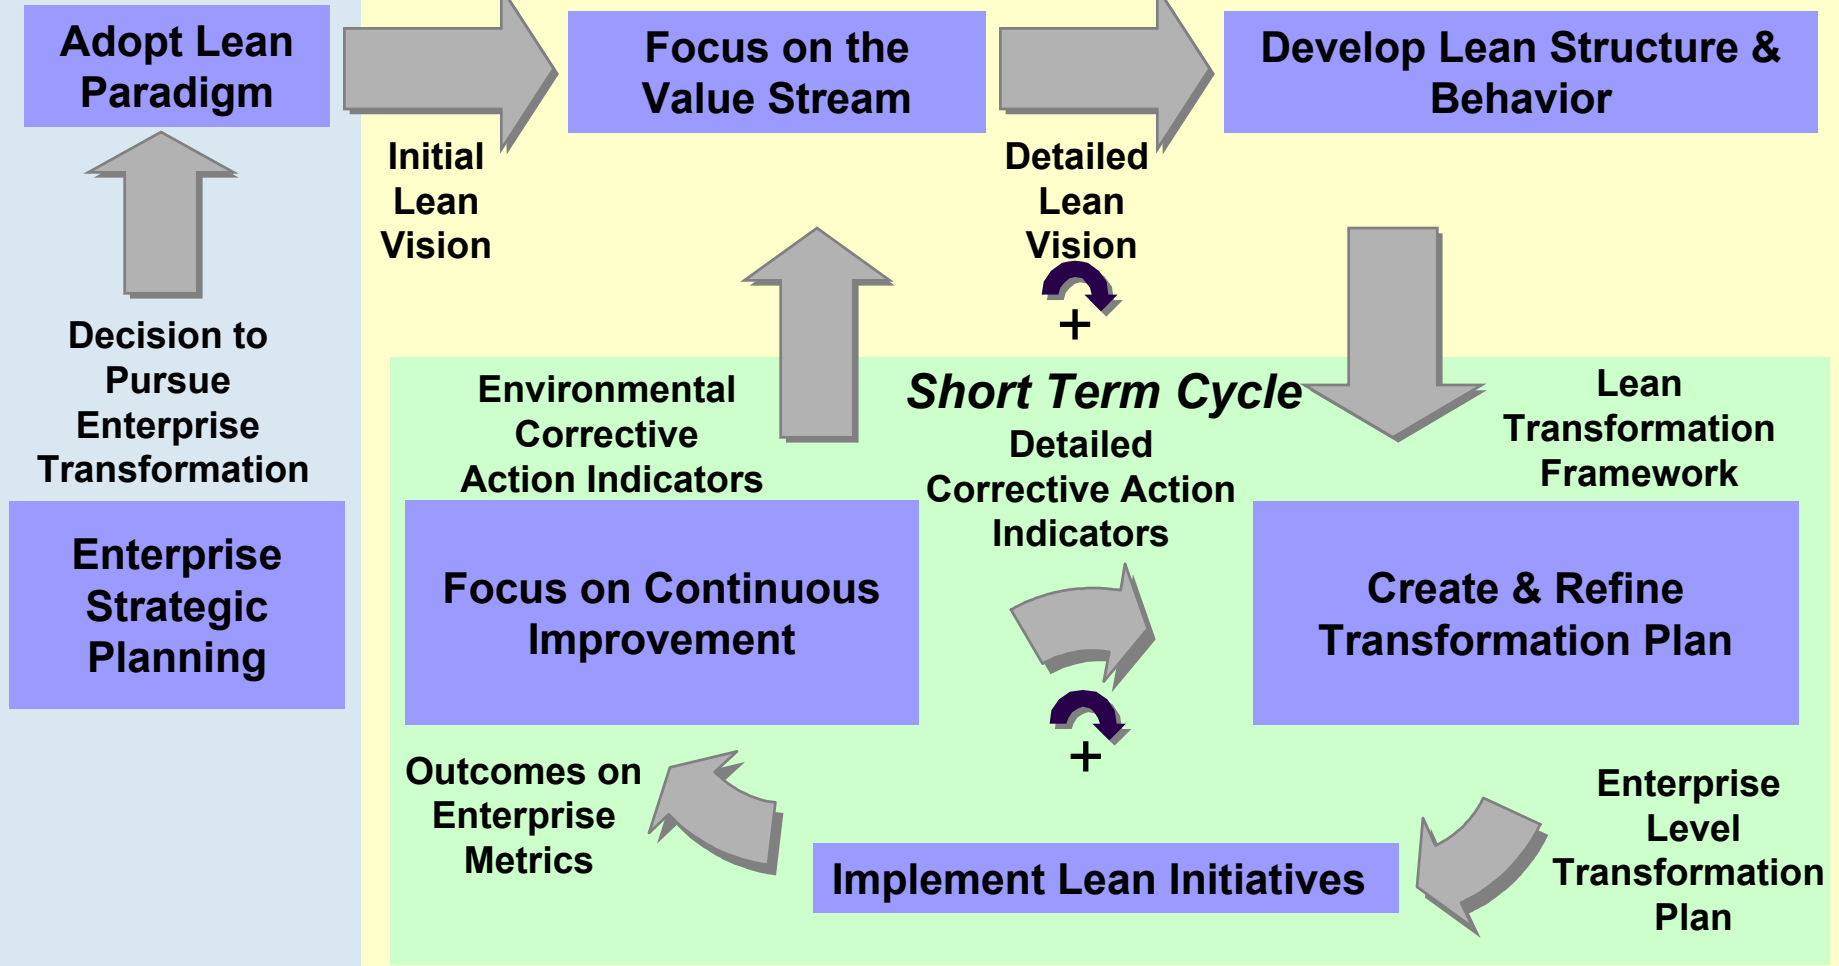 Adopt Lean
Paradigm
Focus on the
Value Stream
Develop Lean Structure &
Behavior
Initial
Lean
Vision
Detailed
Lean
Vision
+
Decision to
Pursue
Enterprise
Transformation
Environmental
Corrective
Action Indicators
Short Term Cycle
Detailed
Corrective Action
Indicators
Lean
Transformation
Framework
Enterprise
Strategic
Planning
Focus on Continuous
Improvement
Create & Refine
Transformation Plan
+
Outcomes on
Enterprise
Metrics
Implement Lean Initiatives
Enterprise
Level
Transformation
Plan